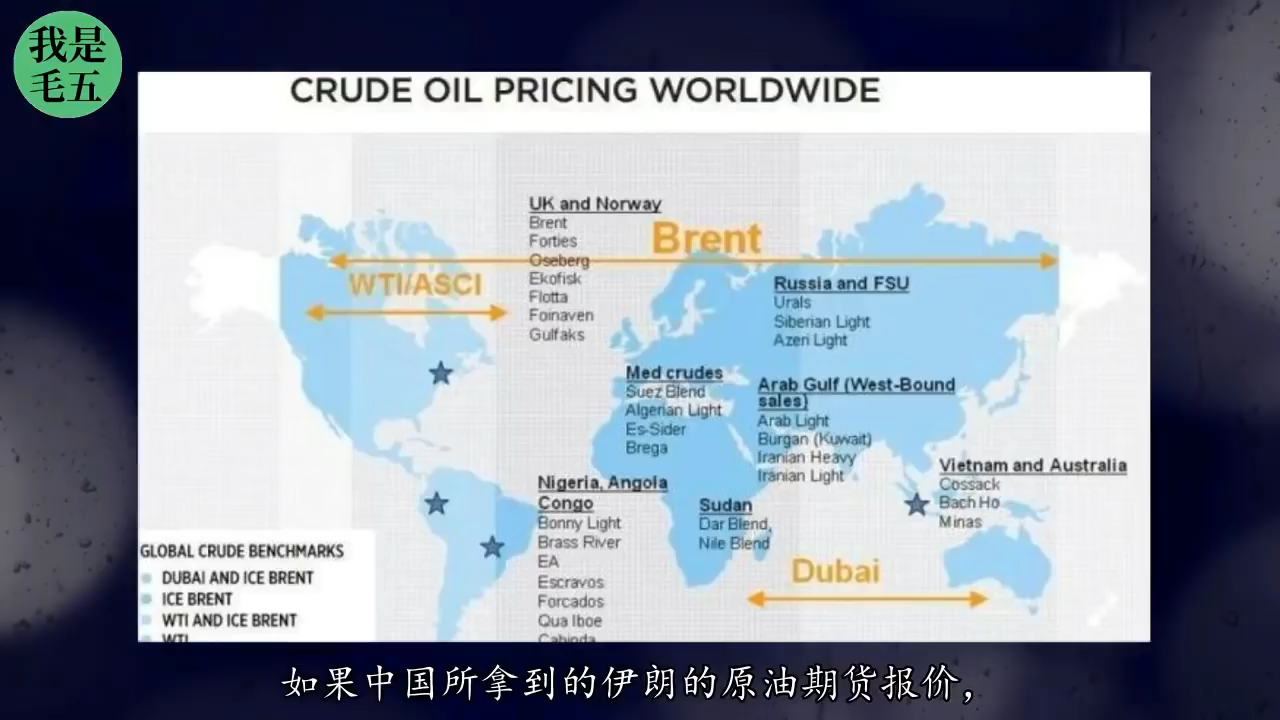 我是
毛五
CRUDE OIL PRICING WORLDWIDE
UK and Norway
Brent
Forties
Oseberg
Ekofisk
Flotta
Foinaven
Gulfaks
Brent
WTI/ASCI
Russia and FSU
Urals
Siberian Light
Azeri Light
Med crudes
Suez Blend
Algerian Light
Es-Sider
Brega
Arab Gulf (West-Bound
sales)
Arab Light
Burgan (Kuwait)
Iranian Heavy
Iranian Light
Vietnam and Australia
Cossack
Bach Ho
Minas
Nigeria, Angola
Congo
Bonny Light
Brass River
EA
Escravos
Forcados
Qua Iboe
Cabinda
Sudan
Dar Blend,
Nile Blend
Dubai
GLOBAL CRUDE BENCHMARKS
DUBAI AND ICE BRENT
ICE BRENT
WTI AND ICE BRENT
WTI
如果中国所拿到的伊朗的原油期货报价，